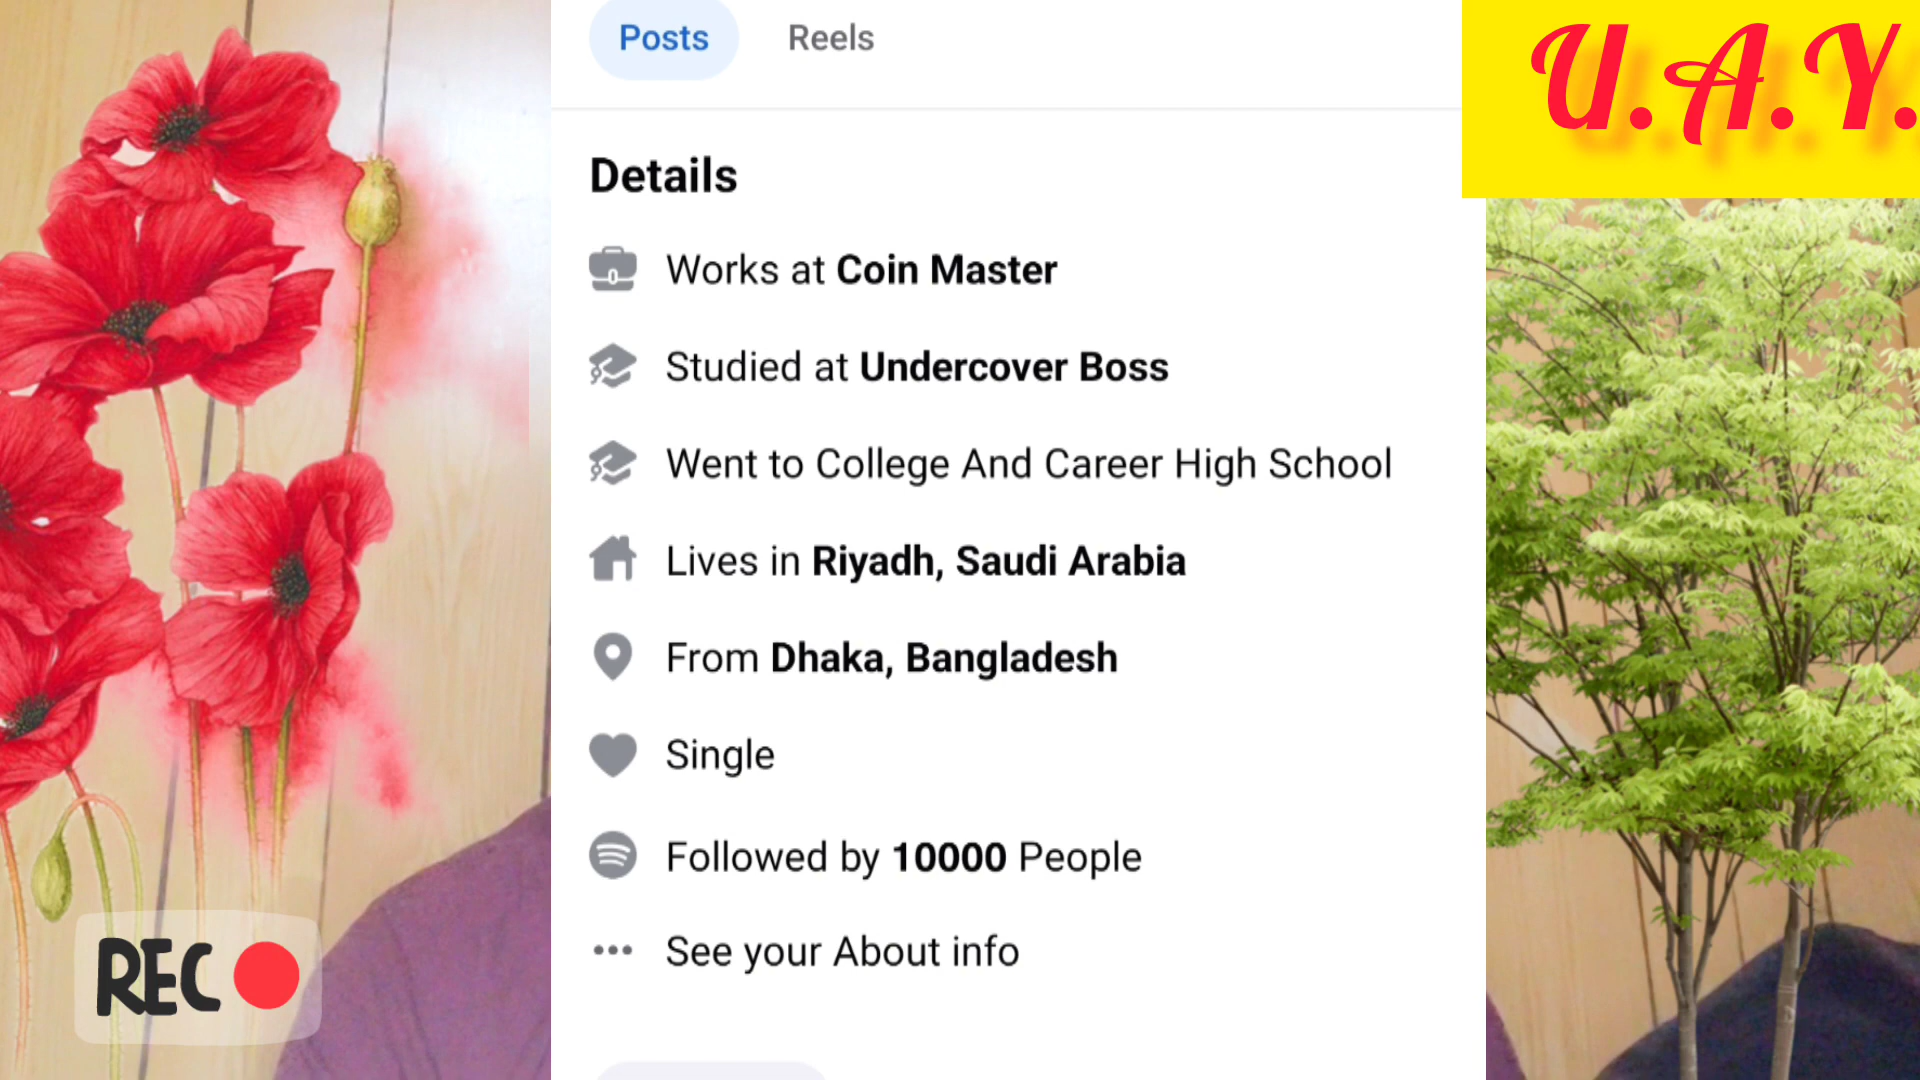 Posts Reels
U.A.Y.
Details
Works at Coin Master
Studied at Undercover Boss
Went to College And Career High School
Lives in Riyadh, Saudi Arabia
From Dhaka, Bangladesh
Single
Followed by 10000 People
See your About info
REC